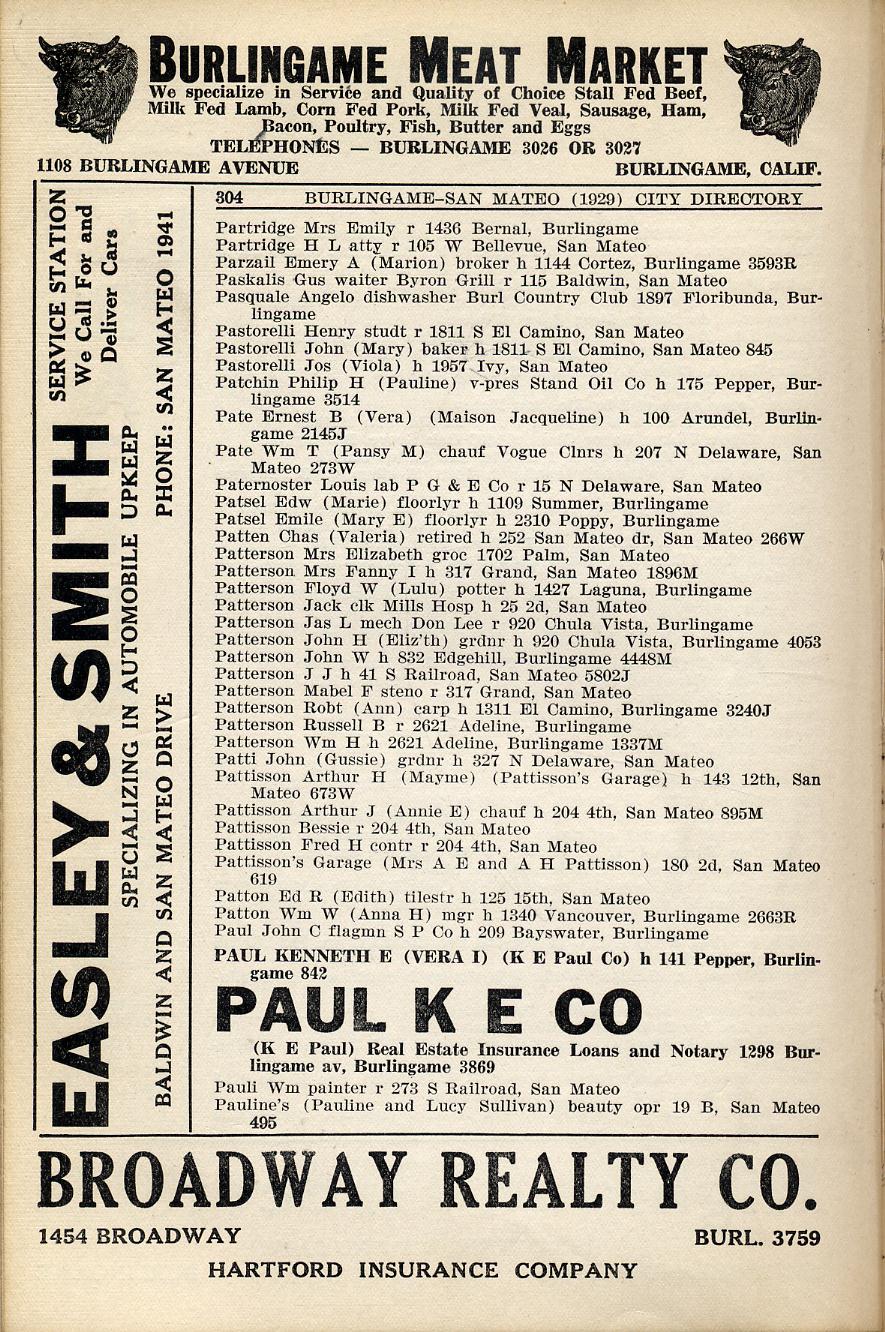 BURLINGAME MEAT MARKET
We specialize in Service and Quality of Choice Stall Fed Beef,
Milk Fed Lamb, Corn Fed Pork, Milk Fed Veal, Sausage, Ham,
Bacon, Poultry, Fish, Butter and Eggs
TELEPHONES — BURLINGAME 3026 OR 3027
1108 BURLINGAME AVENUE BURLINGAME, CALIF.
EASLEY & SMITH
SERVICE STATION
We Call For and
Deliver Cars
SPECIALIZING IN AUTOMOBILE UPKEEP
BALDWIN AND SAN MATEO DRIVE PHONE: SAN MATEO 1941
304 BURLINGAME–SAN MATEO (1929) CITY DIRECTORY
Partridge Mrs Emily r 1436 Bernal, Burlingame
Partridge H L atty r 105 W Bellevue, San Mateo
Parzail Emery A (Marion) broker h 1144 Cortez, Burlingame 3593R
Paskalis Gus waiter Byron Grill r 115 Baldwin, San Mateo
Pasquale Angelo dishwasher Burl Country Club 1897 Floribunda, Bur-
lingame
Pastorelli Henry studt r 1811 S El Camino, San Mateo
Pastorelli John (Mary) baker h 1811 S El Camino, San Mateo 845
Pastorelli Jos (Viola) h 1957 Ivy, San Mateo
Patchin Philip H (Pauline) v-pres Stand Oil Co h 175 Pepper, Bur-
lingame 3514
Pate Ernest B (Vera) (Maison Jacqueline) h 100 Arundel, Burlin-
game 2145J
Pate Wm T (Pansy M) chauf Vogue Clnrs h 207 N Delaware, San
Mateo 273W
Paternoster Louis lab P G & E Co r 15 N Delaware, San Mateo
Patsel Edw (Marie) floorlyr h 1109 Summer, Burlingame
Patsel Emile (Mary E) floorlyr h 2310 Poppy, Burlingame
Patten Chas (Valeria) retired h 252 San Mateo dr, San Mateo 266W
Patterson Mrs Elizabeth groc 1702 Palm, San Mateo
Patterson Mrs Fanny I h 317 Grand, San Mateo 1896M
Patterson Floyd W (Lulu) potter h 1427 Laguna, Burlingame
Patterson Jack clk Mills Hosp h 25 2d, San Mateo
Patterson Jas L mech Don Lee r 920 Chula Vista, Burlingame
Patterson John H (Eliz'th) grdnr h 920 Chula Vista, Burlingame 4053
Patterson John W h 832 Edgehill, Burlingame 4448M
Patterson J J h 41 S Railroad, San Mateo 5802J
Patterson Mabel F steno r 317 Grand, San Mateo
Patterson Robt (Ann) carp h 1311 El Camino, Burlingame 3240J
Patterson Russell B r 2621 Adeline, Burlingame
Patterson Wm H h 2621 Adeline, Burlingame 1337M
Patti John (Gussie) grdnr h 327 N Delaware, San Mateo
Pattisson Arthur H (Mayme) (Pattisson's Garage) h 143 12th, San
Mateo 673W
Pattisson Arthur J (Annie E) chauf h 204 4th, San Mateo 895M
Pattisson Bessie r 204 4th, San Mateo
Pattisson Fred H contr r 204 4th, San Mateo
Pattisson's Garage (Mrs A E and A H Pattisson) 180 2d, San Mateo
619
Patton Ed R (Edith) tilestr h 125 15th, San Mateo
Patton Wm W (Anna H) mgr h 1340 Vancouver, Burlingame 2663R
Paul John C flagmn S P Co h 209 Bayswater, Burlingame
PAUL KENNETH E (VERA I) (K E Paul Co) h 141 Pepper, Burlin-
game 842
PAUL K E CO
(K E Paul) Real Estate Insurance Loans and Notary 1298 Bur-
lingame av, Burlingame 3869
Pauli Wm painter r 273 S Railroad, San Mateo
Pauline's (Pauline and Lucy Sullivan) beauty opr 19 B, San Mateo
495
BROADWAY REALTY CO.
1454 BROADWAY BURL. 3759
HARTFORD INSURANCE COMPANY